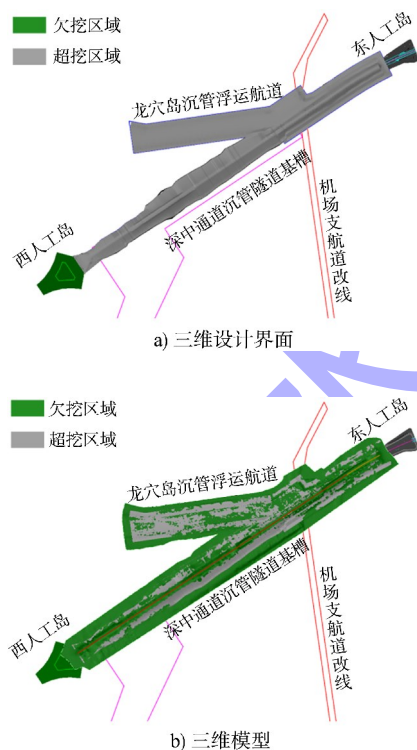 欠挖区域
超挖区域
东人工岛
龙穴岛沉管浮运航道
深中通道沉管隧道基槽
机场支航道改线
西人工岛
a) 三维设计界面
欠挖区域
超挖区域
东人工岛
龙穴岛沉管浮运航道
深中通道沉管隧道基槽
机场支航道改线
西人工岛
b) 三维模型